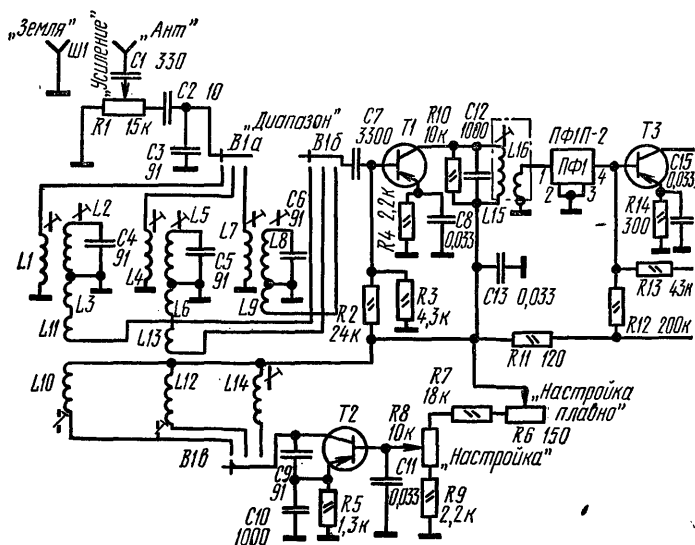 „Земля"
Ш1
„Ант"
„Усиление"
C1 330
C2 10
R1 15к
C3
91
B1а
„Диапазон"
B1б
C7
3300
T1
R10
10к
C12
1000
L16
L15
ПФ1П-2
ПФ1
1
2
3
4
T3
C15
0,033
R14
300
R4 2,2к
C8
0,033
L1
L2
C4
91
L3
L11
L4
L5
C5
91
L6
L13
L7
C6
91
L8
L9
R2
24к
R3
4,3к
C13 0,033
R13 43к
R12 200к
R11 120
L10
L12
L14
R7
18к
„Настройка
плавно"
R6 150
B1в
T2
R8
10к
„Настройка"
C9
91
C11
0,033
C10
1000
R5
1,3к
R9
2,2к